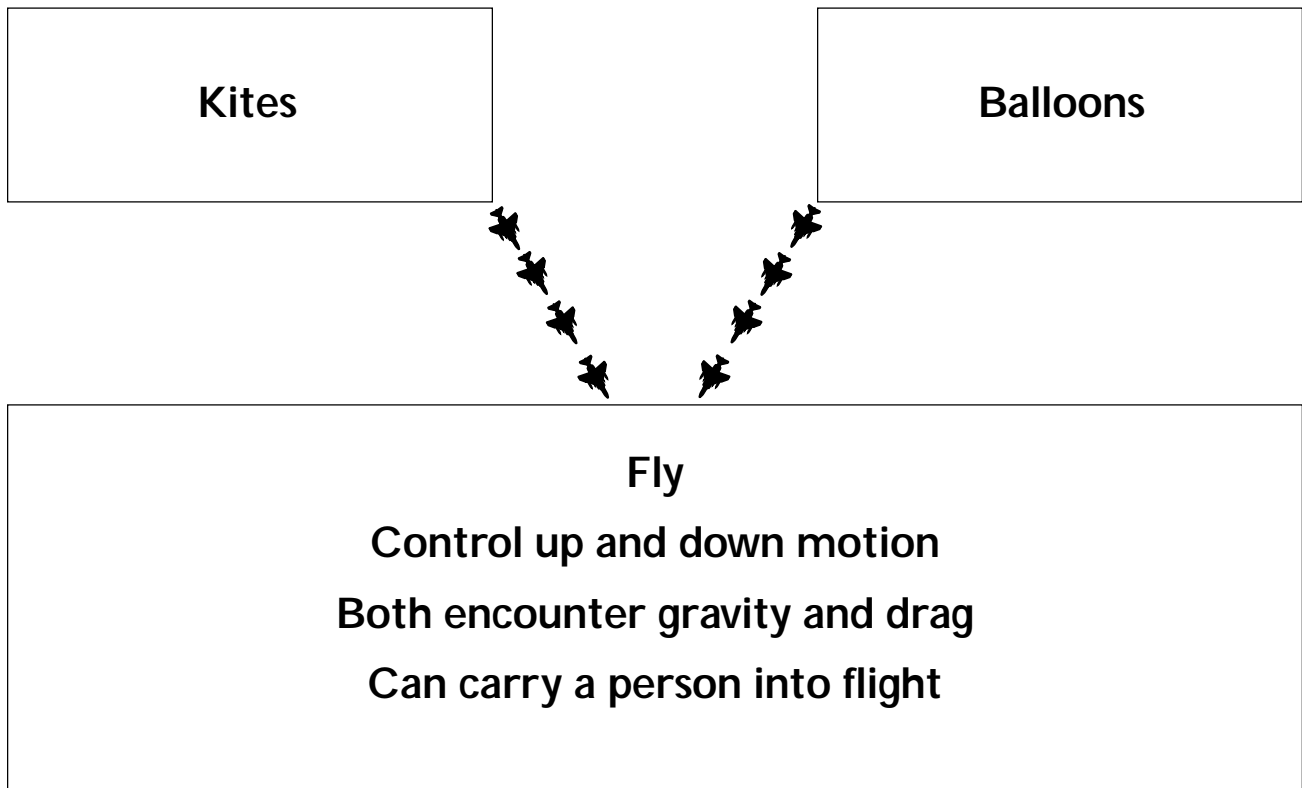 Kites
Balloons
Fly
Control up and down motion
Both encounter gravity and drag
Can carry a person into flight